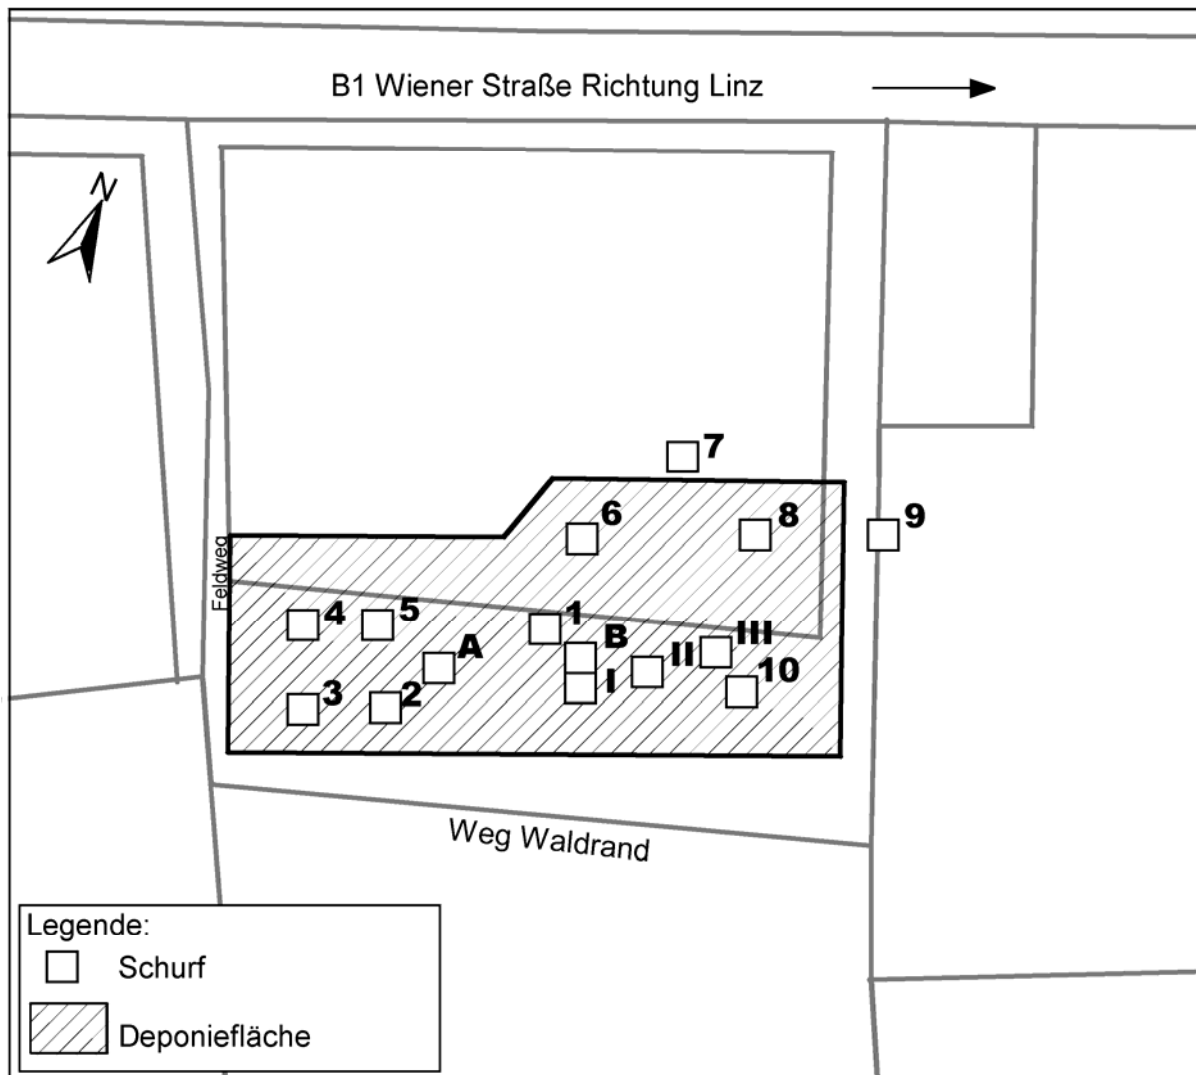 B1 Wiener Straße Richtung Linz
N
7
6
8
9
Feldweg
4
5
1
A
B
II
III
I
10
3
2
Weg Waldrand
Legende:
Schurf
Deponiefläche